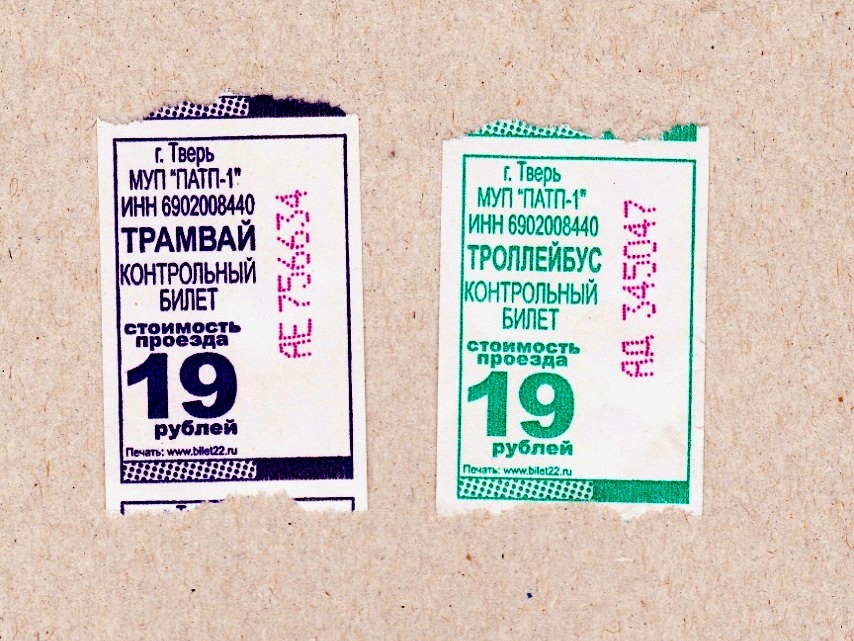 г. Тверь
МУП "ПАТП-1"
ИНН 6902008440
ТРАМВАЙ
КОНТРОЛЬНЫЙ
БИЛЕТ
стоимость
проезда
19
рублей
Печать: www.bilet22.ru
АЕ 756634
г. Тверь
МУП "ПАТП-1"
ИНН 6902008440
ТРОЛЛЕЙБУС
КОНТРОЛЬНЫЙ
БИЛЕТ
стоимость
проезда
19
рублей
Печать: www.bilet22.ru
АД 345047